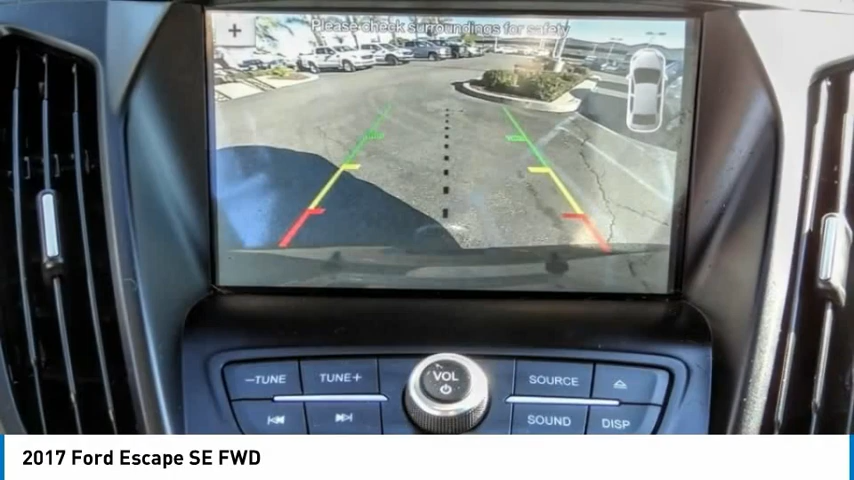 +
Please check surroundings for safety
-TUNE TUNE+ VOL SOURCE
SOUND DISP
2017 Ford Escape SE FWD